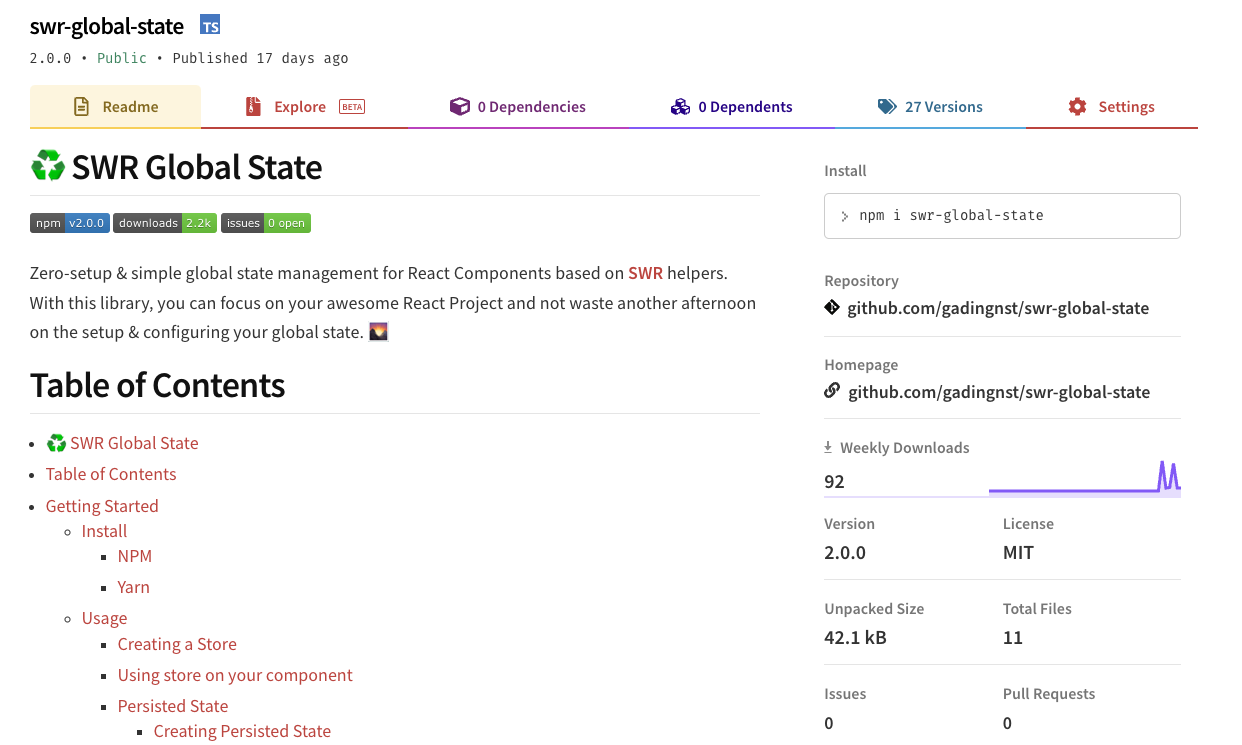 swr-global-state TS
2.0.0 • Public • Published 17 days ago
Readme
Explore BETA
0 Dependencies
0 Dependents
27 Versions
Settings
SWR Global State
npm v2.0.0 downloads 2.2k issues 0 open
Zero-setup & simple global state management for React Components based on SWR helpers.
With this library, you can focus on your awesome React Project and not waste another afternoon
on the setup & configuring your global state.
Table of Contents
• SWR Global State
• Table of Contents
• Getting Started
◦ Install
▪ NPM
▪ Yarn
◦ Usage
▪ Creating a Store
▪ Using store on your component
▪ Persisted State
▪ Creating Persisted State
Install
> npm i swr-global-state
Repository
github.com/gadingnst/swr-global-state
Homepage
github.com/gadingnst/swr-global-state
Weekly Downloads
92
Version
License
2.0.0
MIT
Unpacked Size
Total Files
42.1 kB
11
Issues
Pull Requests
0
0